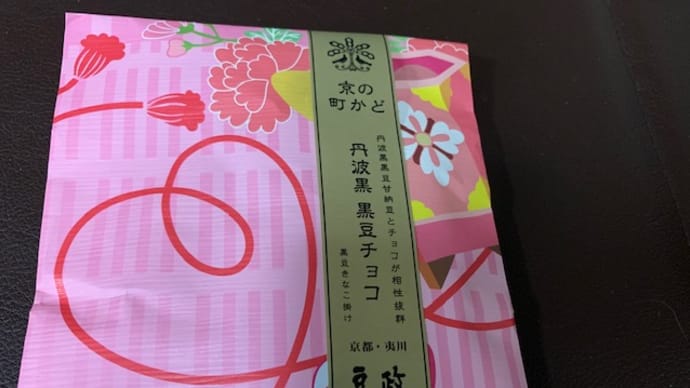 京の
町かど
丹波黒黒豆甘納豆とチョコが相性抜群
丹波黒 黒豆チョコ
黒豆きなこ掛け
京都・夷川
豆政